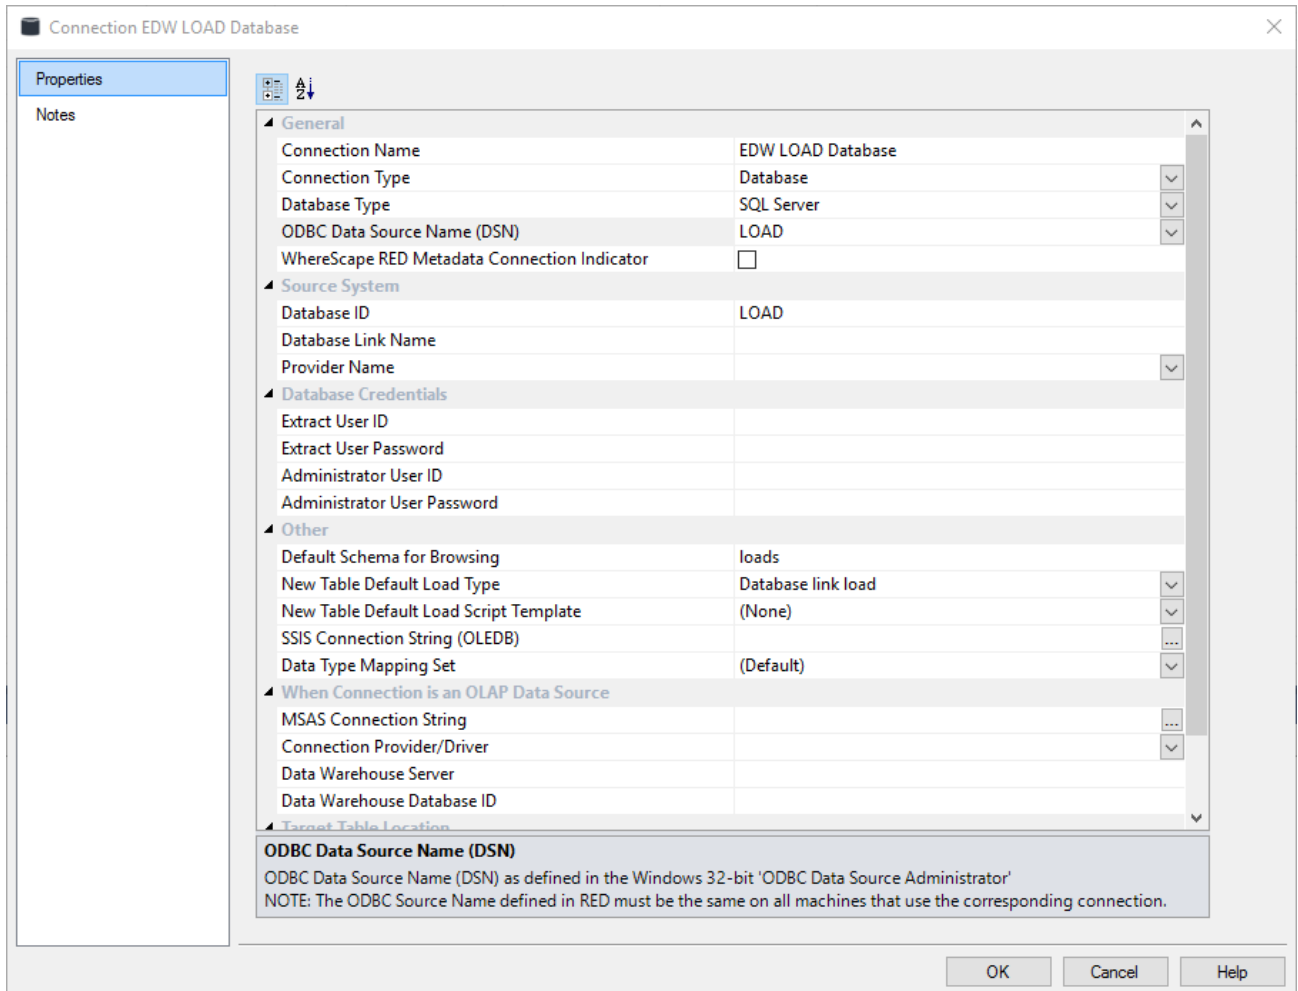 Connection EDW LOAD Database
Properties
Notes
General
Connection Name EDW LOAD Database
Connection Type Database
Database Type SQL Server
ODBC Data Source Name (DSN) LOAD
WhereScape RED Metadata Connection Indicator
Source System
Database ID LOAD
Database Link Name
Provider Name
Database Credentials
Extract User ID
Extract User Password
Administrator User ID
Administrator User Password
Other
Default Schema for Browsing loads
New Table Default Load Type Database link load
New Table Default Load Script Template (None)
SSIS Connection String (OLEDB) ...
Data Type Mapping Set (Default)
When Connection is an OLAP Data Source
MSAS Connection String ...
Connection Provider/Driver
Data Warehouse Server
Data Warehouse Database ID
Target Table Location
ODBC Data Source Name (DSN)
ODBC Data Source Name (DSN) as defined in the Windows 32-bit 'ODBC Data Source Administrator'
NOTE: The ODBC Source Name defined in RED must be the same on all machines that use the corresponding connection.
OK Cancel Help